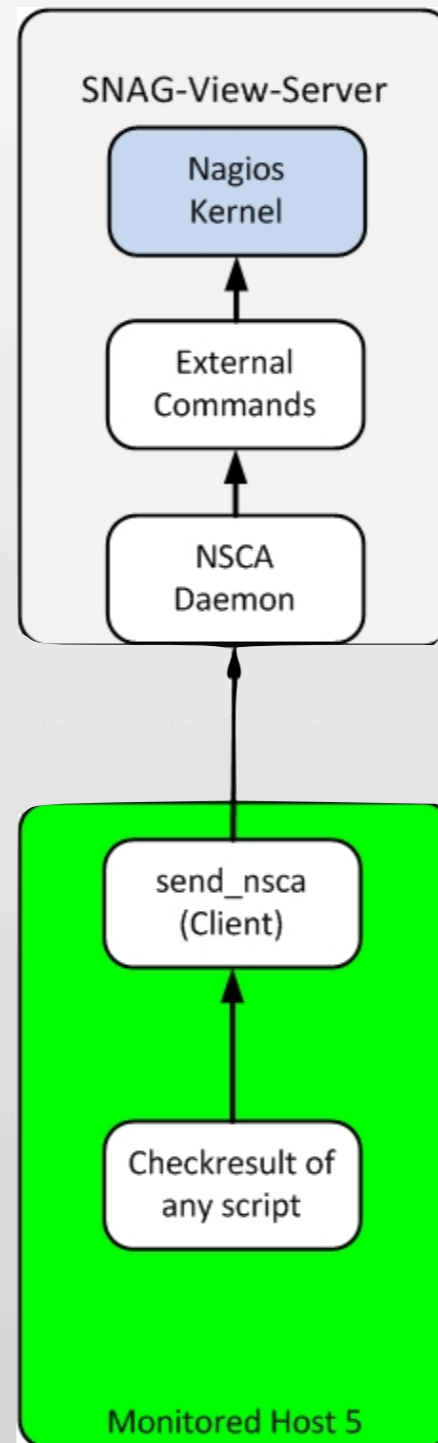 SNAG-View-Server
Nagios
Kernel
External
Commands
NSCA
Daemon
send_nsca
(Client)
Checkresult of
any script
Monitored Host 5